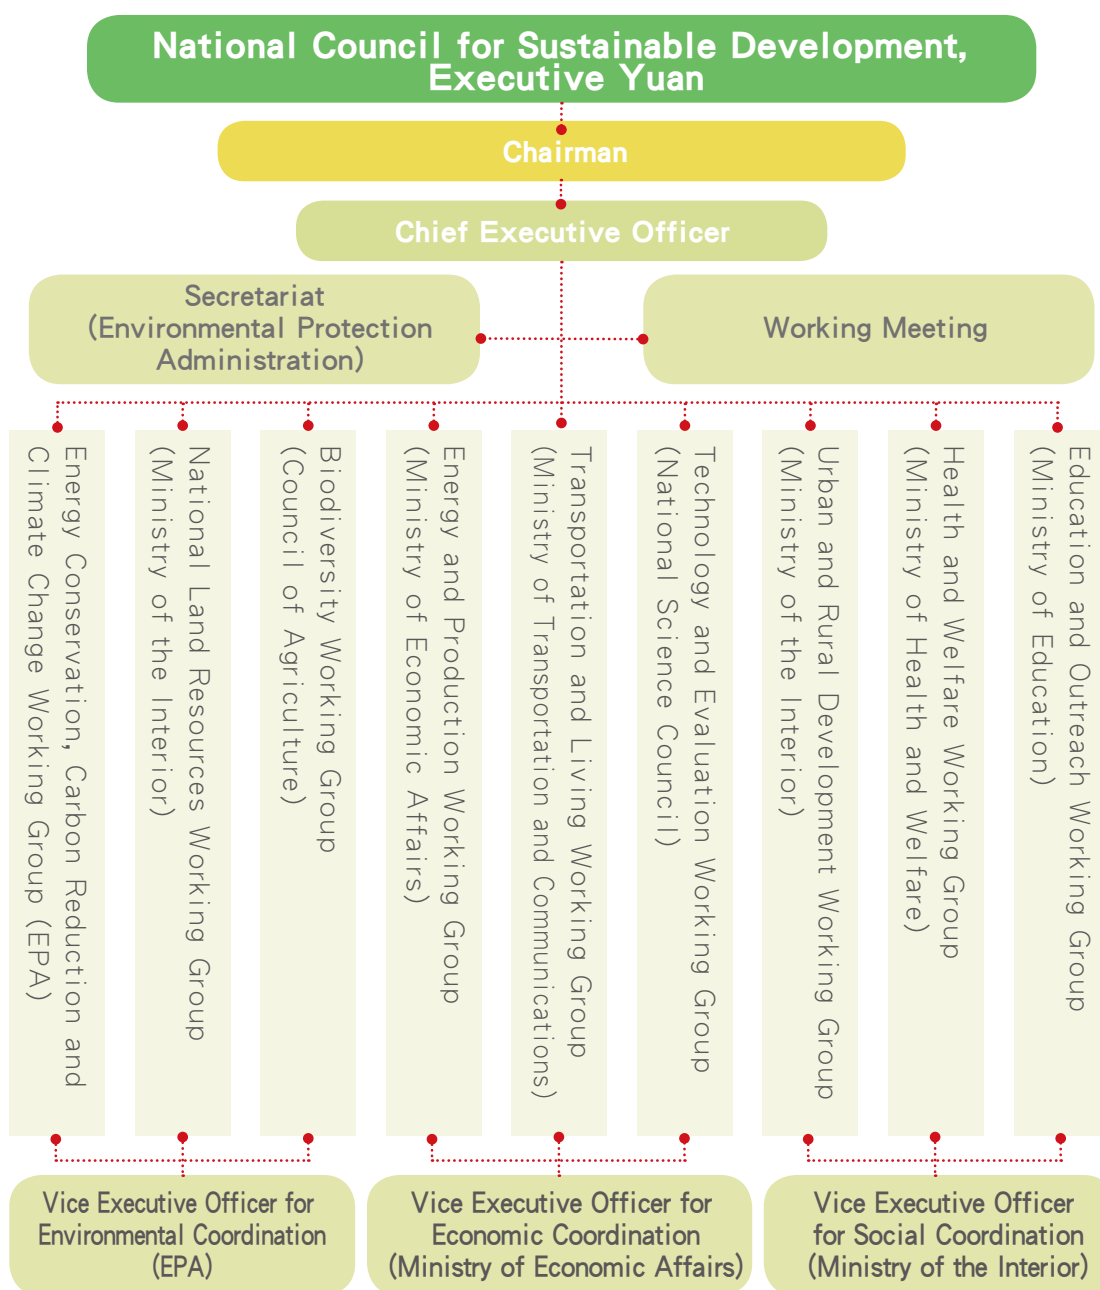 National Council for Sustainable Development,
Executive Yuan
Chairman
Chief Executive Officer
Secretariat
(Environmental Protection
Administration)
Working Meeting
Energy Conservation, Carbon Reduction and
Climate Change Working Group (EPA)
National Land Resources Working Group
(Ministry of the Interior)
Biodiversity Working Group
(Council of Agriculture)
Energy and Production Working Group
(Ministry of Economic Affairs)
Transportation and Living Working Group
(Ministry of Transportation and Communications)
Technology and Evaluation Working Group
(National Science Council)
Urban and Rural Development Working Group
(Ministry of the Interior)
Health and Welfare Working Group
(Ministry of Health and Welfare)
Education and Outreach Working Group
(Ministry of Education)
Vice Executive Officer for
Environmental Coordination
(EPA)
Vice Executive Officer for
Economic Coordination
(Ministry of Economic Affairs)
Vice Executive Officer
for Social Coordination
(Ministry of the Interior)